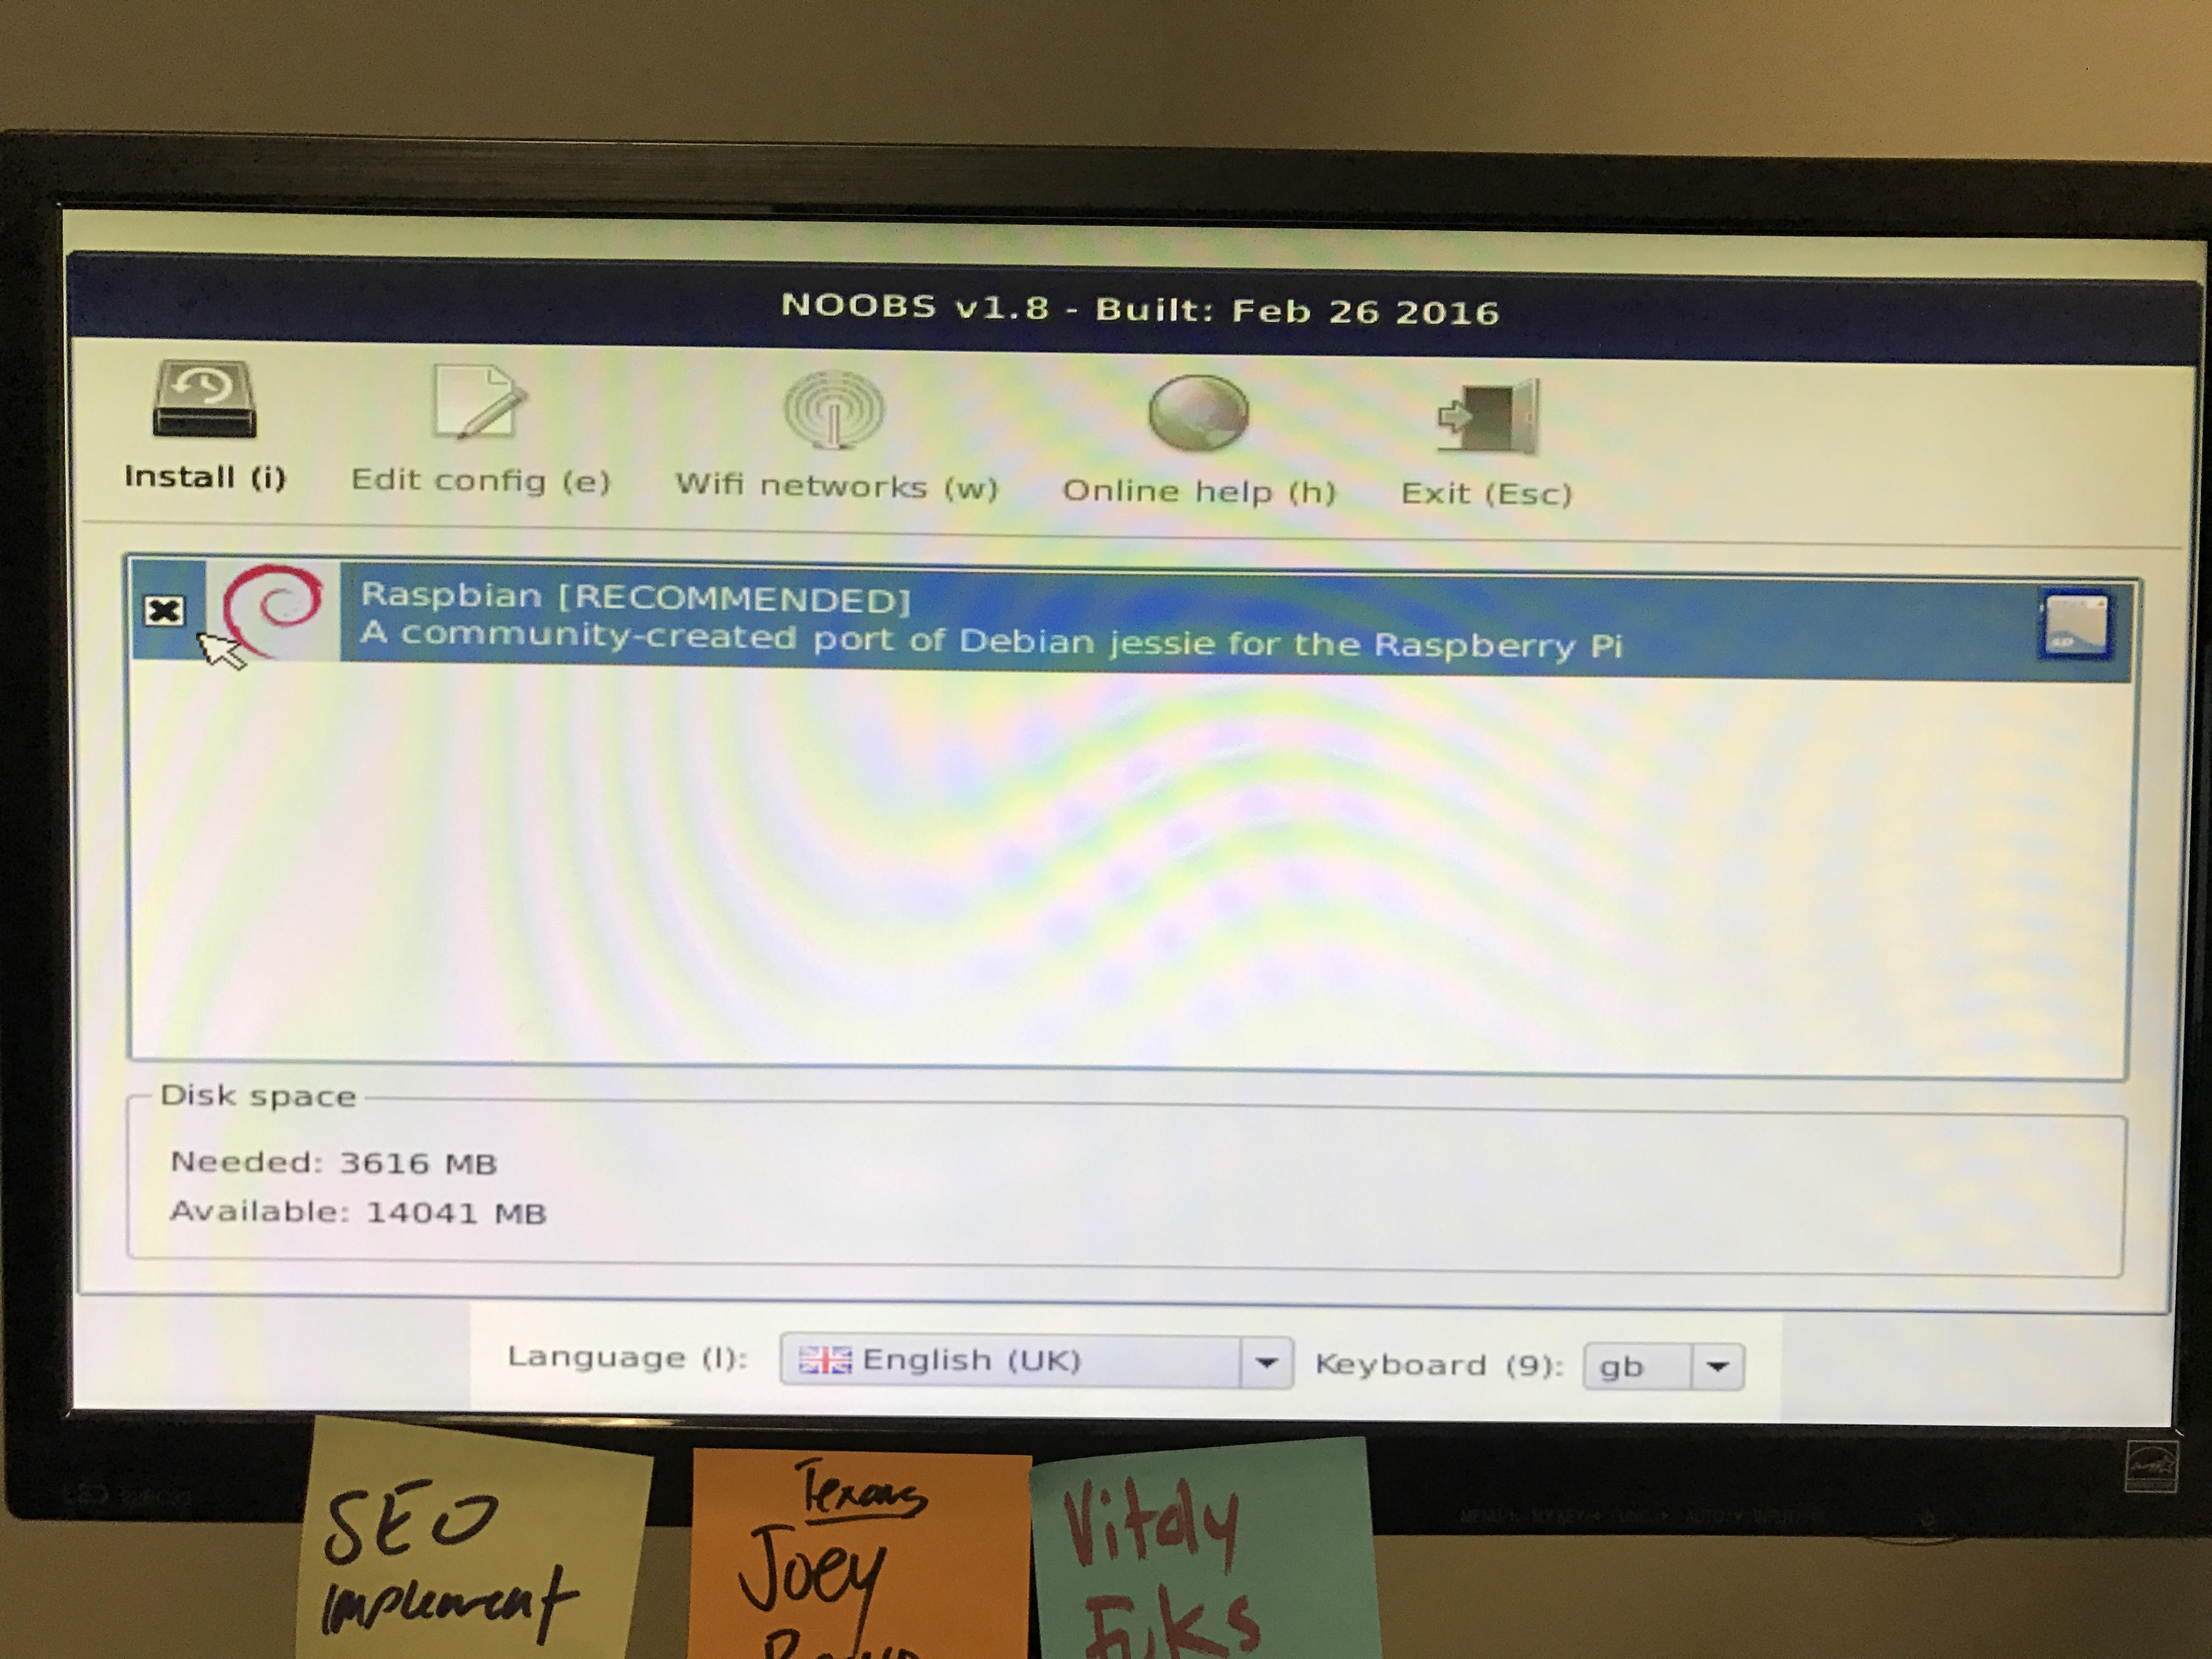 NOOBS v1.8 - Built: Feb 26 2016
Install (i)
Edit config (e)
Wifi networks (w)
Online help (h)
Exit (Esc)
Raspbian [RECOMMENDED]
A community-created port of Debian jessie for the Raspberry Pi
Disk space
Needed: 3616 MB
Available: 14041 MB
Language (l):
English (UK)
Keyboard (9):
gb
SEO
Implement
Texans
Joey
Vitaly
Fuks